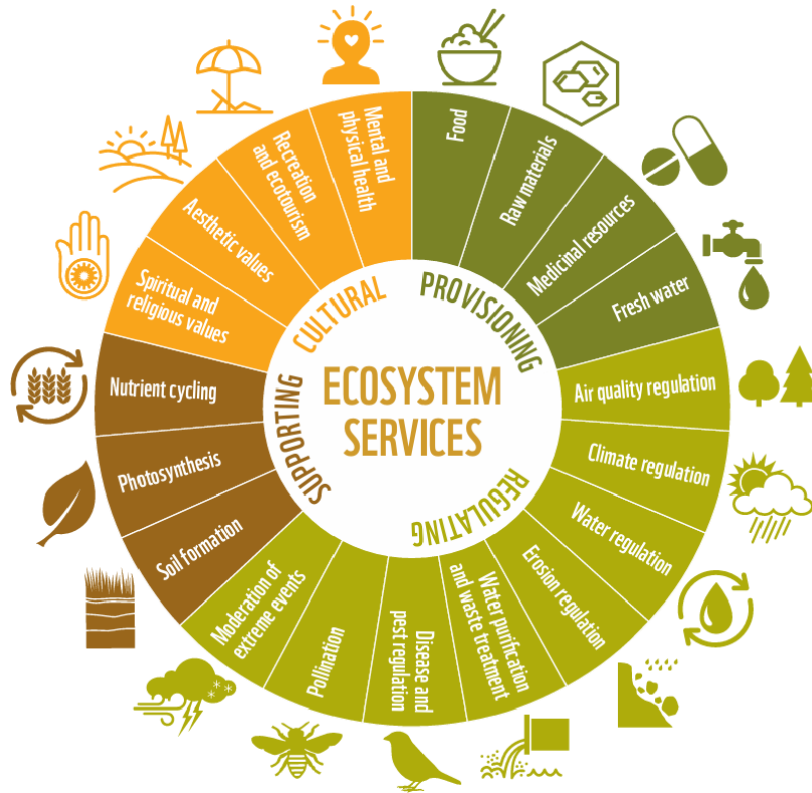 ECOSYSTEM
SERVICES
PROVISIONING
Food
Raw materials
Medicinal resources
Fresh water
REGULATING
Air quality regulation
Climate regulation
Water regulation
Erosion regulation
Water purification
and waste treatment
Disease and
pest regulation
Pollination
Moderation of
extreme events
SUPPORTING
Soil formation
Photosynthesis
Nutrient cycling
CULTURAL
Spiritual and
religious values
Aesthetic values
Recreation
and ecotourism
Mental and
physical health